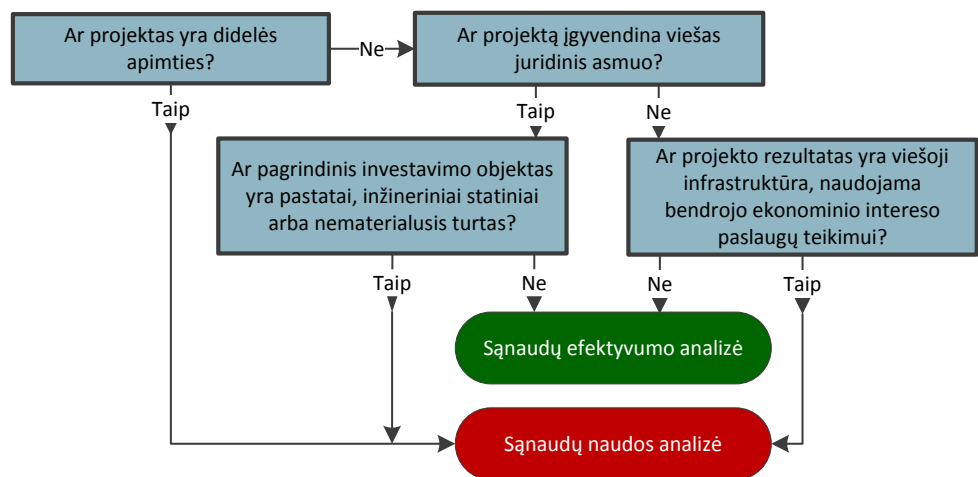 Ar projektas yra didelės
apimties?
Ne
Ar projektą įgyvendina viešas
juridinis asmuo?
Taip
Taip
Ne
Ar pagrindinis investavimo objektas
yra pastatai, inžineriniai statiniai
arba nematerialusis turtas?
Ar projekto rezultatas yra viešoji
infrastruktūra, naudojama
bendrojo ekonominio intereso
paslaugų teikimui?
Taip
Ne
Ne
Taip
Sąnaudų efektyvumo analizė
Sąnaudų naudos analizė